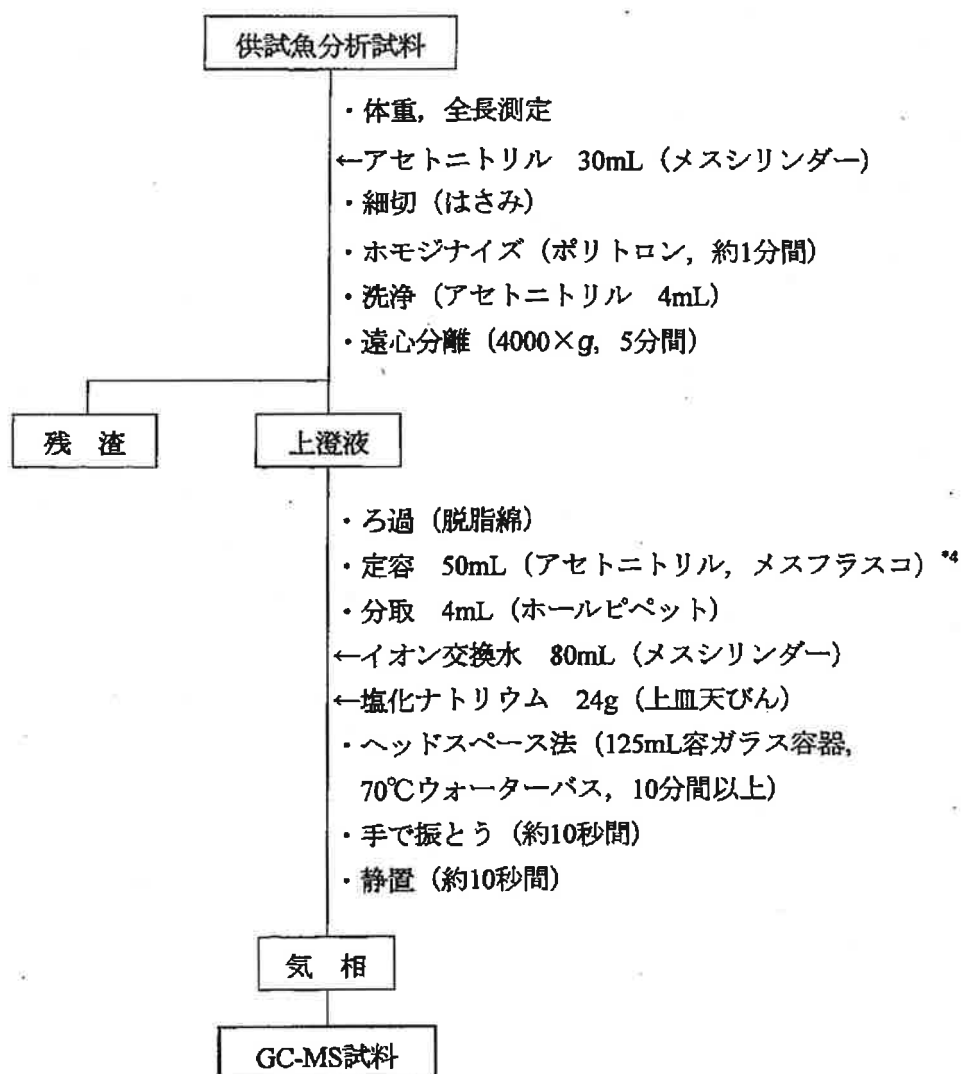 供試魚分析試料
・体重，全長測定
←アセトニトリル　30mL（メスシリンダー）
・細切（はさみ）
・ホモジナイズ（ポリトロン，約1分間）
・洗浄（アセトニトリル　4mL）
・遠心分離（4000×g，5分間）
残　渣
上澄液
・ろ過（脱脂綿）
・定容　50mL（アセトニトリル，メスフラスコ）*4
・分取　4mL（ホールピペット）
←イオン交換水　80mL（メスシリンダー）
←塩化ナトリウム　24g（上皿天びん）
・ヘッドスペース法（125mL容ガラス容器，
70℃ウォーターバス，10分間以上）
・手で振とう（約10秒間）
・静置（約10秒間）
気　相
GC-MS試料